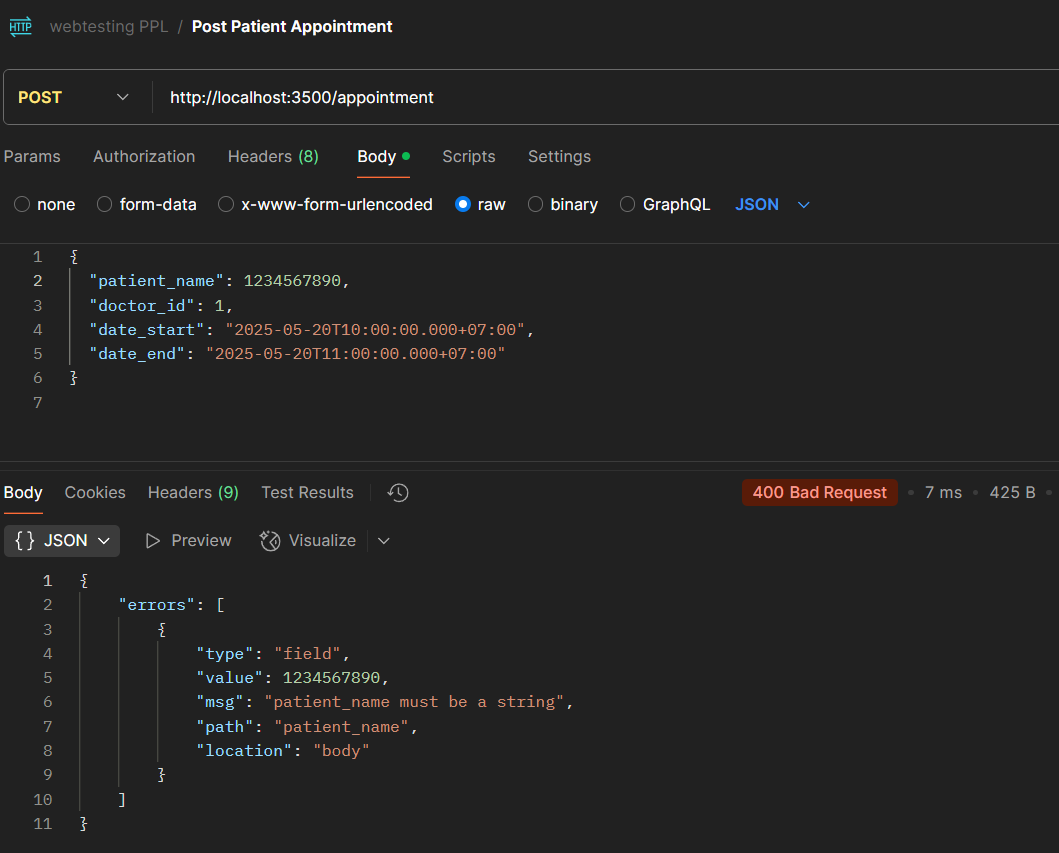 HTTP webtesting PPL / Post Patient Appointment
POST http://localhost:3500/appointment
Params Authorization Headers (8) Body Scripts Settings
none form-data x-www-form-urlencoded raw binary GraphQL JSON
1 {
2 "patient_name": 1234567890,
3 "doctor_id": 1,
4 "date_start": "2025-05-20T10:00:00.000+07:00",
5 "date_end": "2025-05-20T11:00:00.000+07:00"
6 }
7
Body Cookies Headers (9) Test Results 400 Bad Request • 7 ms • 425 B •
{} JSON Preview Visualize
1 {
2 "errors": [
3 {
4 "type": "field",
5 "value": 1234567890,
6 "msg": "patient_name must be a string",
7 "path": "patient_name",
8 "location": "body"
9 }
10 ]
11 }